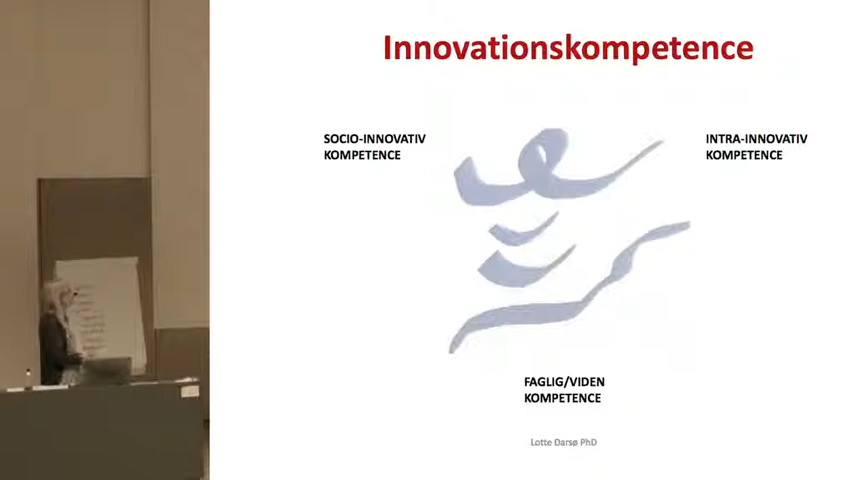 Innovationskompetence
SOCIO-INNOVATIV
KOMPETENCE
INTRA-INNOVATIV
KOMPETENCE
FAGLIG/VIDEN
KOMPETENCE
Lotte Darsø PhD